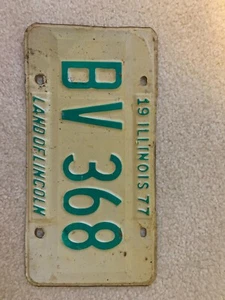 19 ILLINOIS 77
BV 368
LAND OF LINCOLN